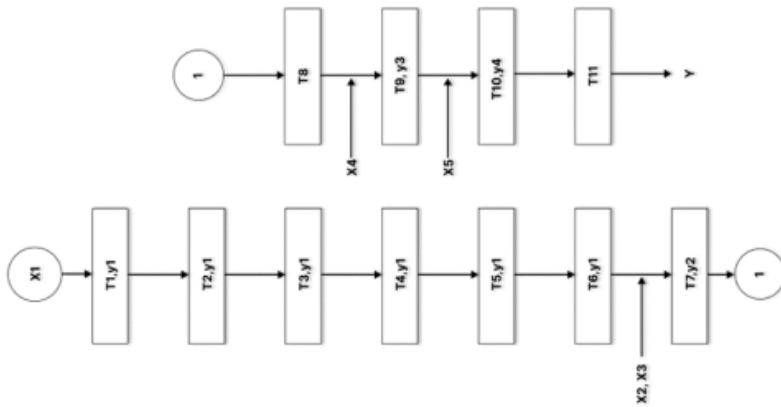 X1
T1,y1
T2,y1
T3,y1
T4,y1
T5,y1
T6,y1
X2, X3
T7,y2
1
1
T8
X4
T9, y3
X5
T10,y4
T11
Y